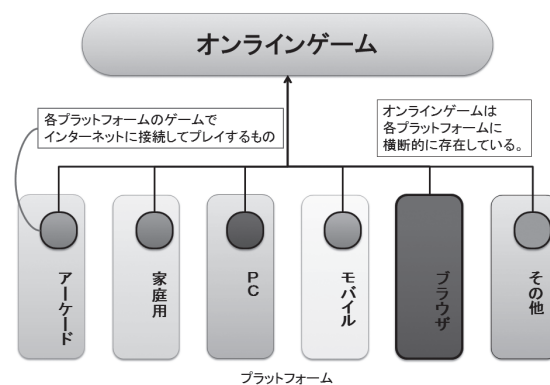 オンラインゲーム
各プラットフォームのゲームで
インターネットに接続してプレイするもの
オンラインゲームは
各プラットフォームに
横断的に存在している。
アーケード
家庭用
PC
モバイル
ブラウザ
その他
プラットフォーム